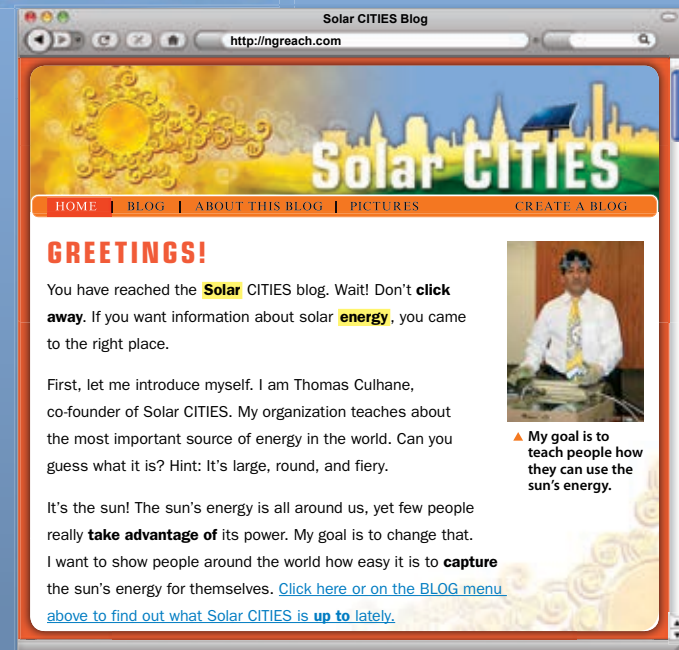 Solar CITIES Blog
http://ngreach.com
Solar CITIES
HOME | BLOG | ABOUT THIS BLOG | PICTURES CREATE A BLOG
GREETINGS!
You have reached the Solar CITIES blog. Wait! Don’t click
away. If you want information about solar energy, you came
to the right place.
First, let me introduce myself. I am Thomas Culhane,
co-founder of Solar CITIES. My organization teaches about
the most important source of energy in the world. Can you
guess what it is? Hint: It’s large, round, and fiery.
It’s the sun! The sun’s energy is all around us, yet few people
really take advantage of its power. My goal is to change that.
I want to show people around the world how easy it is to capture
the sun’s energy for themselves. Click here or on the BLOG menu
above to find out what Solar CITIES is up to lately.
▲ My goal is to
teach people how
they can use the
sun’s energy.